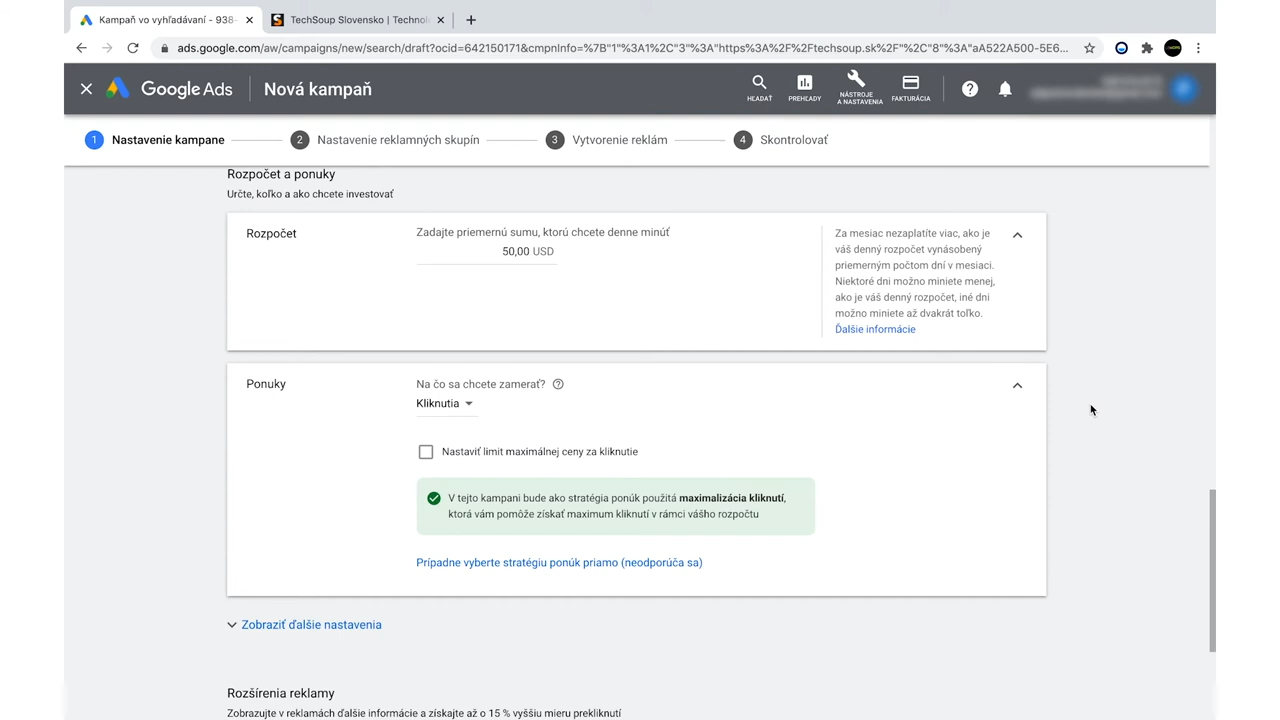 Kampaň vo vyhľadávaní - 938-
TechSoup Slovensko | Technolo
ads.google.com/aw/campaigns/new/search/draft?ocid=642150171&cmpnInfo=%7B"1"%3A1%2C"3"%3A"https%3A%2F%2Ftechsoup.sk%2F"%2C"8"%3A"aA522A500-5E6...
Google Ads
Nová kampaň
HĽADAŤ
PREHĽADY
NÁSTROJE
A NASTAVENIA
FAKTURÁCIA
1 Nastavenie kampane
2 Nastavenie reklamných skupín
3 Vytvorenie reklám
4 Skontrolovať
Rozpočet a ponuky
Určte, koľko a ako chcete investovať
Rozpočet
Zadajte priemernú sumu, ktorú chcete denne minúť
50,00 USD
Za mesiac nezaplatíte viac, ako je
váš denný rozpočet vynásobený
priemerným počtom dní v mesiaci.
Niektoré dni možno miniete menej,
ako je váš denný rozpočet, iné dni
možno miniete až dvakrát toľko.
Ďalšie informácie
Ponuky
Na čo sa chcete zamerať?
Kliknutia
Nastaviť limit maximálnej ceny za kliknutie
V tejto kampani bude ako stratégia ponúk použitá maximalizácia kliknutí,
ktorá vám pomôže získať maximum kliknutí v rámci vášho rozpočtu
Prípadne vyberte stratégiu ponúk priamo (neodporúča sa)
Zobraziť ďalšie nastavenia
Rozšírenia reklamy
Zobrazujte v reklamách ďalšie informácie a získajte až o 15 % vyššiu mieru prekliknutí